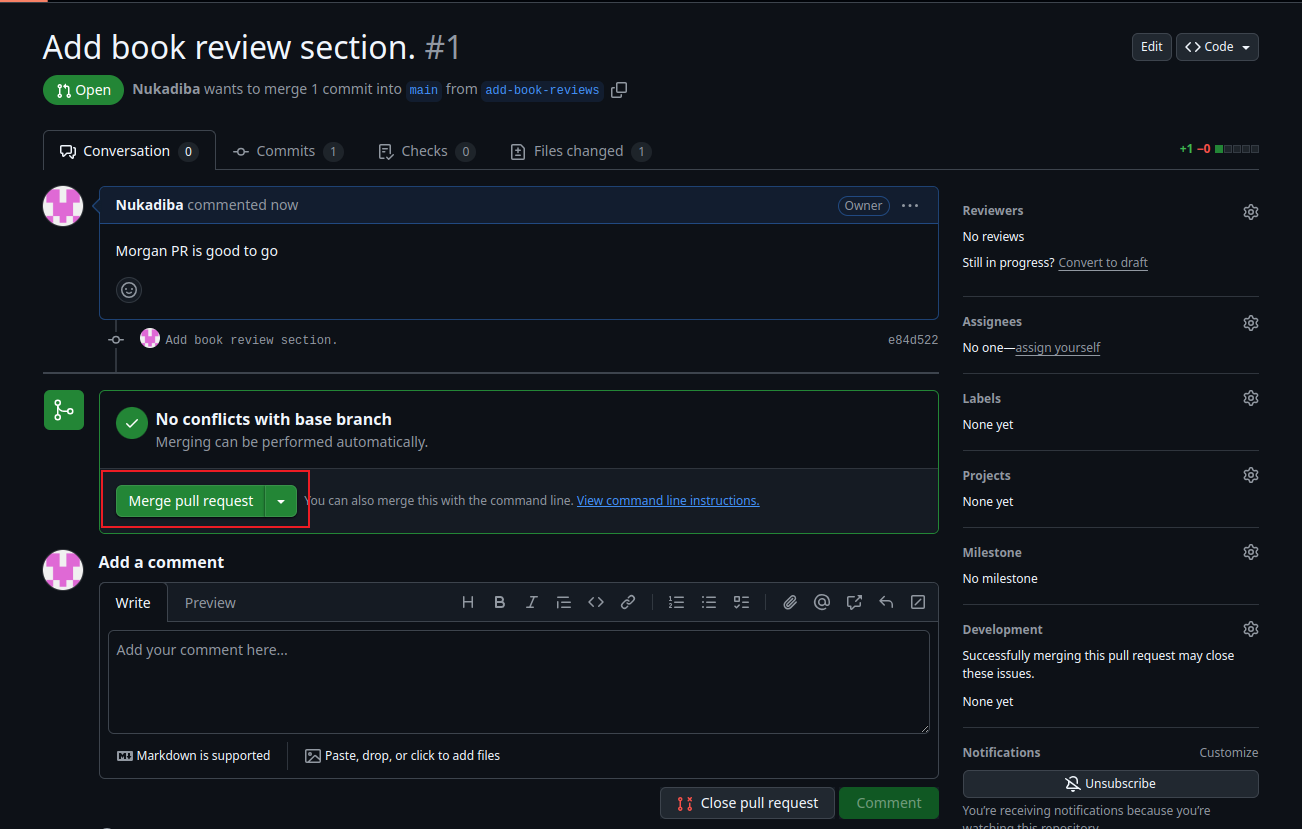 Add book review section. #1
Edit
Code
Open
Nukadiba wants to merge 1 commit into main from add-book-reviews
Conversation 0
Commits 1
Checks 0
Files changed 1
+1 −0
Nukadiba commented now
Owner
Morgan PR is good to go
Add book review section.
e84d522
No conflicts with base branch
Merging can be performed automatically.
Merge pull request
You can also merge this with the command line. View command line instructions.
Add a comment
Write
Preview
Add your comment here...
Markdown is supported
Paste, drop, or click to add files
Close pull request
Comment
Reviewers
No reviews
Still in progress? Convert to draft
Assignees
No one—assign yourself
Labels
None yet
Projects
None yet
Milestone
No milestone
Development
Successfully merging this pull request may close
these issues.
None yet
Notifications
Customize
Unsubscribe
You're receiving notifications because you're
watching this repository.